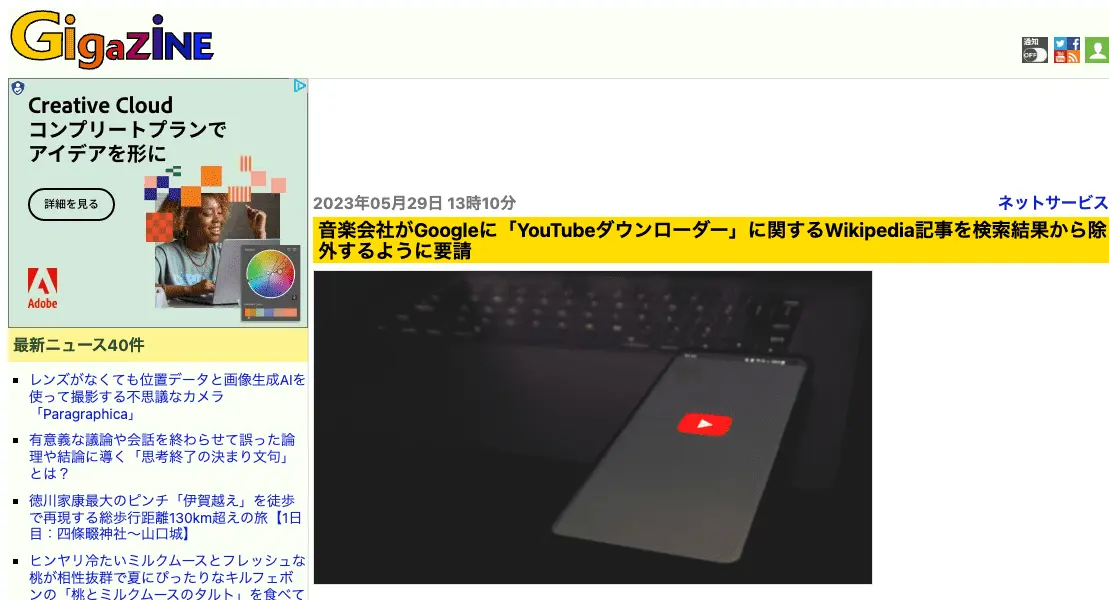 GigaZiNE
通知
OFF
Creative Cloud
コンプリートプランで
アイデアを形に
詳細を見る
Adobe
最新ニュース40件
レンズがなくても位置データと画像生成AIを
使って撮影する不思議なカメラ
「Paragraphica」
有意義な議論や会話を終わらせて誤った論
理や結論に導く「思考終了の決まり文句」
とは？
徳川家康最大のピンチ「伊賀越え」を徒歩
で再現する総歩行距離130km超えの旅【1日
目：四條畷神社〜山口城】
ヒンヤリ冷たいミルクムースとフレッシュな
桃が相性抜群で夏にぴったりなキルフェボ
ンの「桃とミルクムースのタルト」を食べて
2023年05月29日 13時10分
ネットサービス
音楽会社がGoogleに「YouTubeダウンローダー」に関するWikipedia記事を検索結果から除
外するように要請